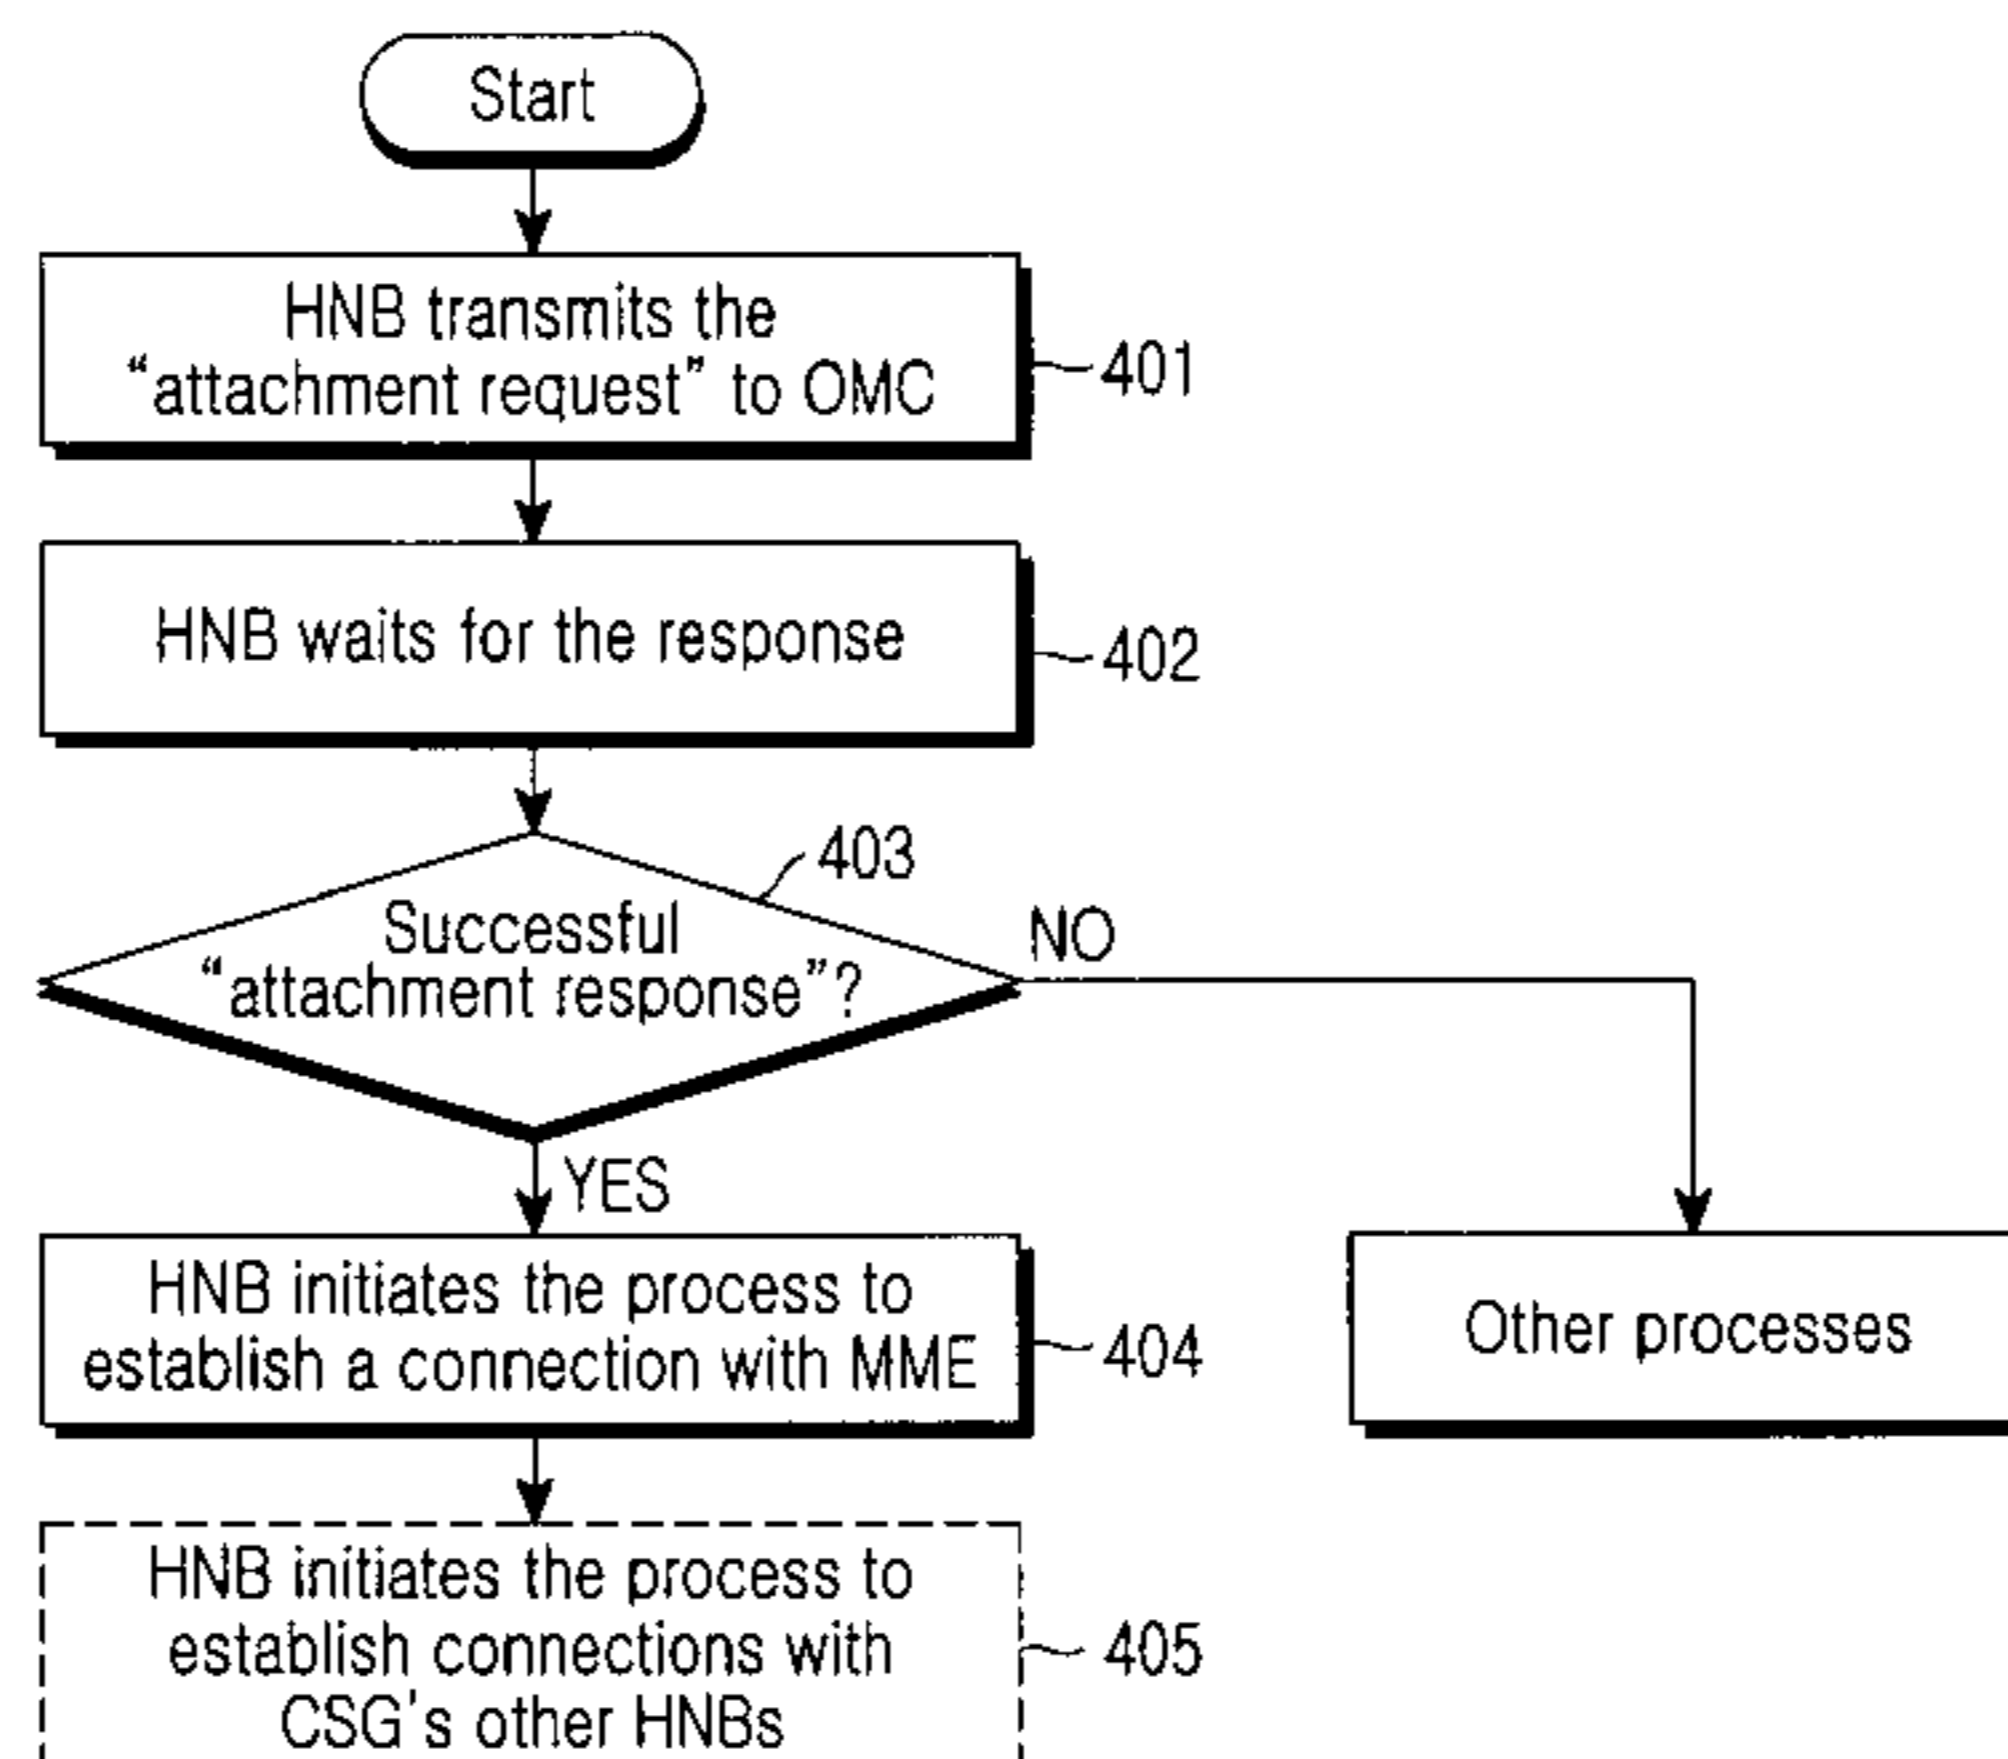 Start
HNB transmits the
“attachment request” to OMC
401
HNB waits for the response
402
403
Successful
“attachment response”?
NO
YES
HNB initiates the process to
establish a connection with MME
404
Other processes
HNB initiates the process to
establish connections with
CSG's other HNBs
405